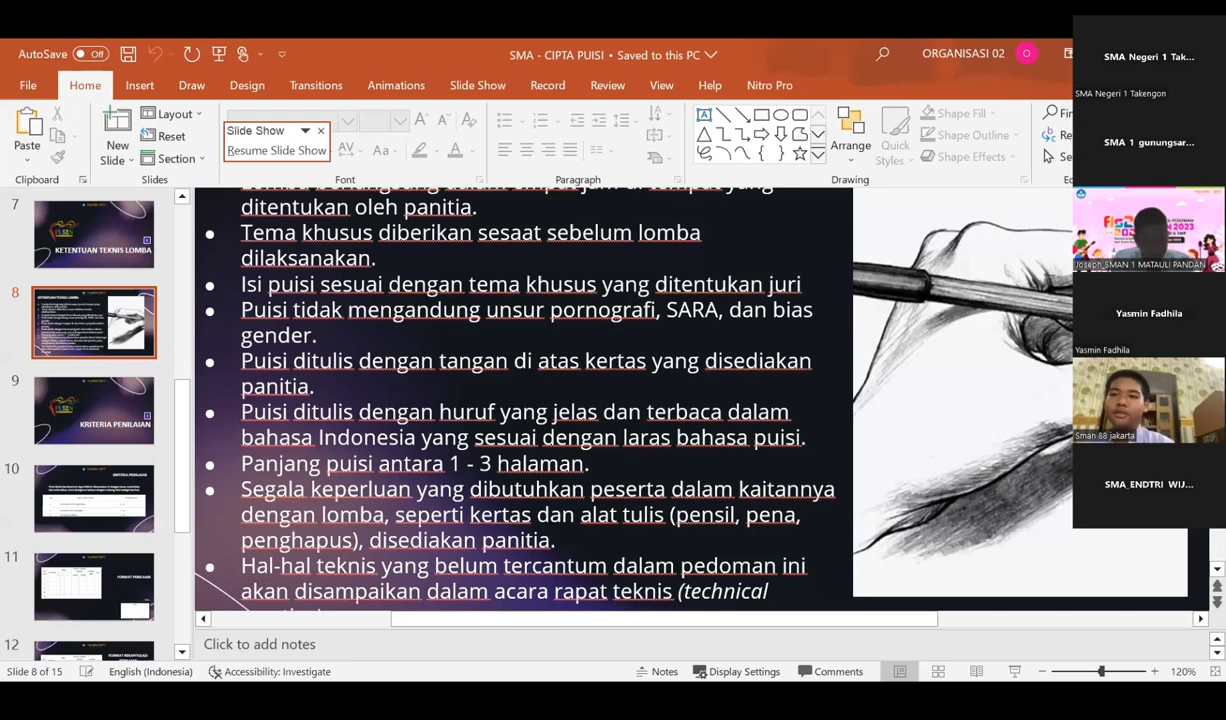 AutoSave Off
SMA - CIPTA PUISI • Saved to this PC
ORGANISASI 02
O
File Home Insert Draw Design Transitions Animations Slide Show Record Review View Help Nitro Pro
Paste
Clipboard
New Slide
Layout
Reset
Section
Slides
Slide Show
Resume Slide Show
Font
Paragraph
Arrange
Quick Styles
Shape Fill
Shape Outline
Shape Effects
Drawing
7
KETENTUAN TEKNIS LOMBA
8
9
KRITERIA PENILAIAN
10
11
12
ditentukan oleh panitia.
• Tema khusus diberikan sesaat sebelum lomba
dilaksanakan.
• Isi puisi sesuai dengan tema khusus yang ditentukan juri
• Puisi tidak mengandung unsur pornografi, SARA, dan bias
gender.
• Puisi ditulis dengan tangan di atas kertas yang disediakan
panitia.
• Puisi ditulis dengan huruf yang jelas dan terbaca dalam
bahasa Indonesia yang sesuai dengan laras bahasa puisi.
• Panjang puisi antara 1 - 3 halaman.
• Segala keperluan yang dibutuhkan peserta dalam kaitannya
dengan lomba, seperti kertas dan alat tulis (pensil, pena,
penghapus), disediakan panitia.
• Hal-hal teknis yang belum tercantum dalam pedoman ini
akan disampaikan dalam acara rapat teknis (technical
SMA Negeri 1 Tak...
SMA Negeri 1 Takengon
SMA 1 gunungsar...
Joseph_SMAN 1 MATAULI PANDAN
Yasmin Fadhila
Yasmin Fadhila
Sman 88 jakarta
SMA_ENDTRI WIJ...
Click to add notes
Slide 8 of 15 English (Indonesia) Accessibility: Investigate Notes Display Settings Comments 120%